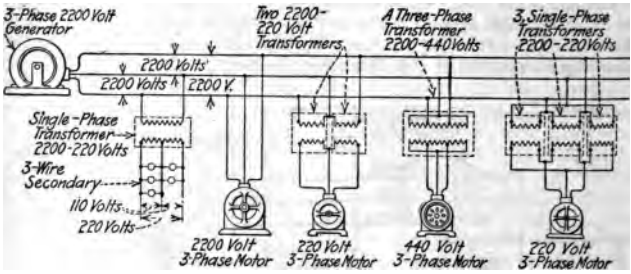 3-Phase 2200 Volt
Generator
2200 Volts
2200 Volts
2200 V.
Two 2200-
220 Volt
Transformers
A Three-Phase
Transformer
2200-440 Volts
3, Single-Phase
Transformers
2200-220 Volts
Single-Phase
Transformer
2200-220 Volts
3-Wire
Secondary
110 Volts
220 Volts
2200 Volt
3-Phase Motor
220 Volt
3-Phase Motor
440 Volt
3-Phase Motor
220 Volt
3-Phase Motor